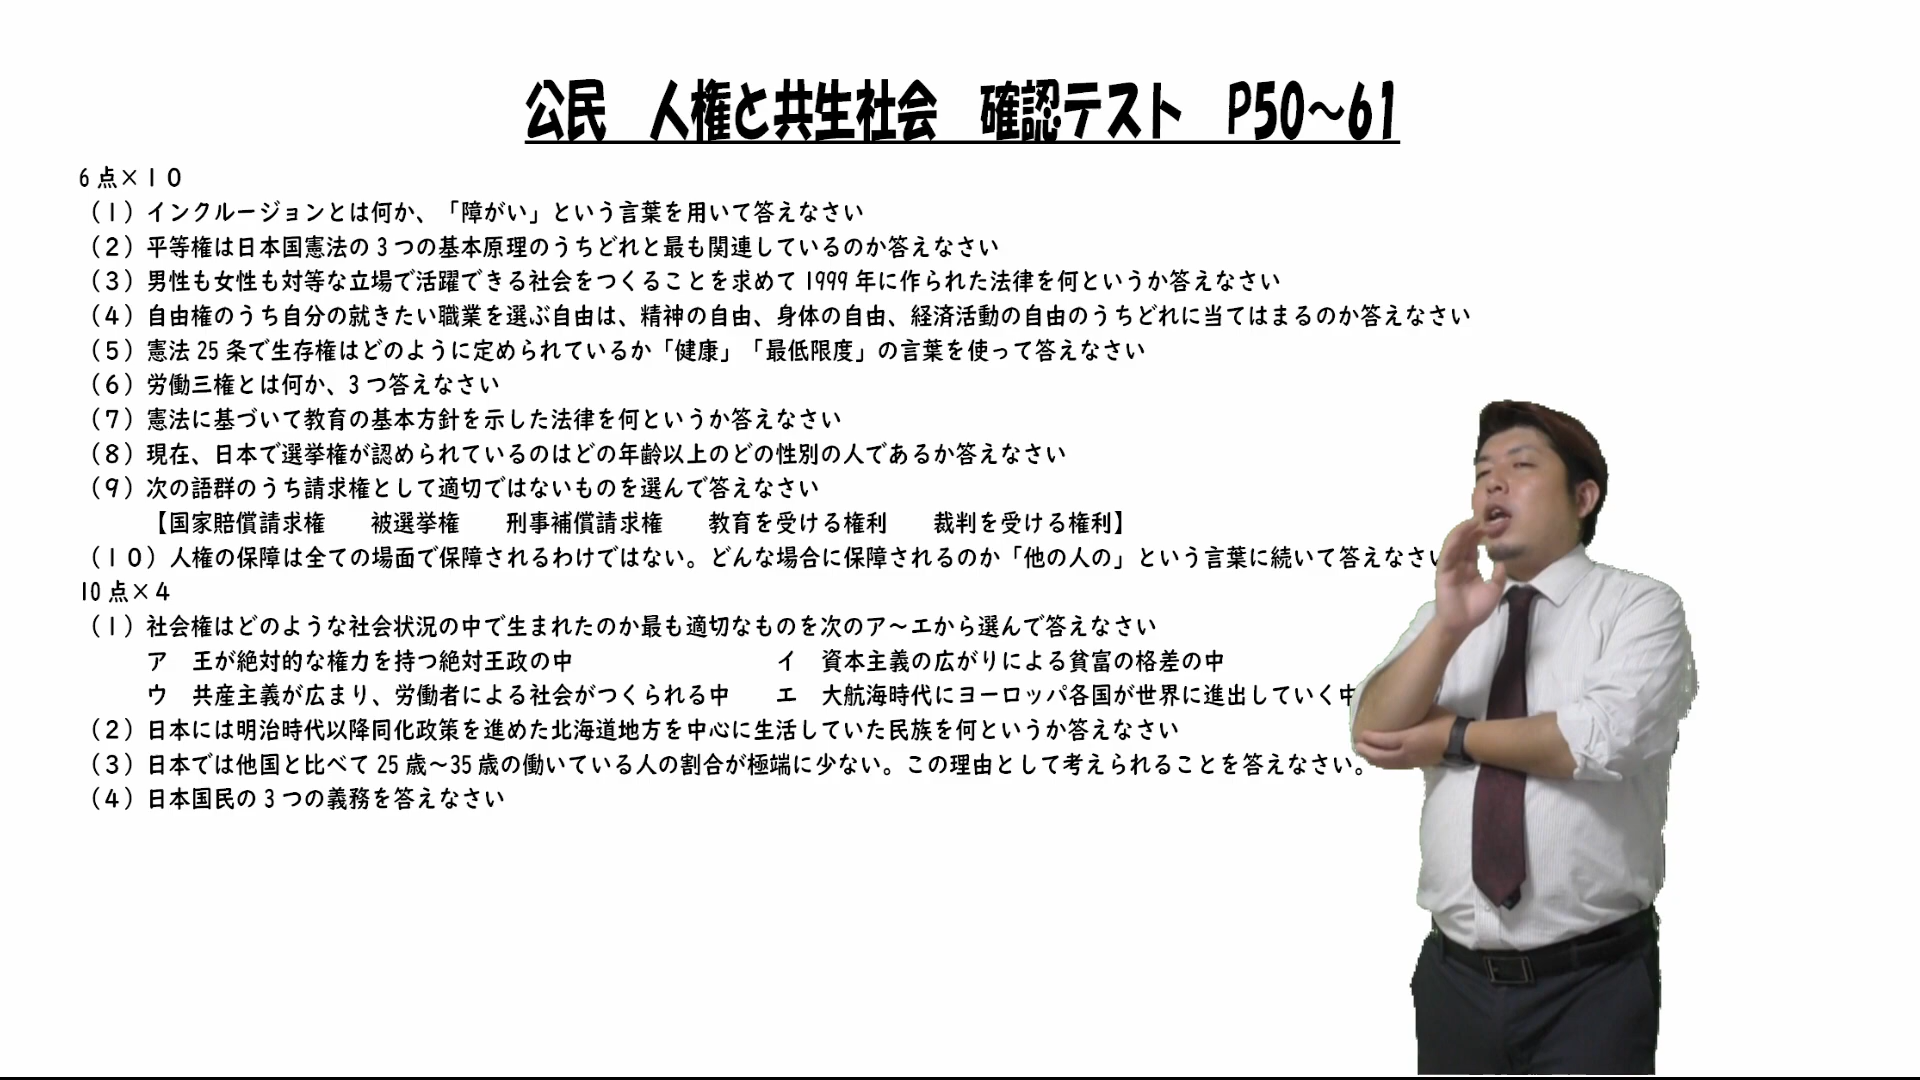 公民　人権と共生社会　確認テスト　P50～61
6点×10
（1）インクルージョンとは何か、「障がい」という言葉を用いて答えなさい
（2）平等権は日本国憲法の3つの基本原理のうちどれと最も関連しているのか答えなさい
（3）男性も女性も対等な立場で活躍できる社会をつくることを求めて1999年に作られた法律を何というか答えなさい
（4）自由権のうち自分の就きたい職業を選ぶ自由は、精神の自由、身体の自由、経済活動の自由のうちどれに当てはまるのか答えなさい
（5）憲法25条で生存権はどのように定められているか「健康」「最低限度」の言葉を使って答えなさい
（6）労働三権とは何か、3つ答えなさい
（7）憲法に基づいて教育の基本方針を示した法律を何というか答えなさい
（8）現在、日本で選挙権が認められているのはどの年齢以上のどの性別の人であるか答えなさい
（9）次の語群のうち請求権として適切ではないものを選んで答えなさい
【国家賠償請求権　被選挙権　刑事補償請求権　教育を受ける権利　裁判を受ける権利】
（10）人権の保障は全ての場面で保障されるわけではない。どんな場合に保障されるのか「他の人の」という言葉に続いて答えなさい
10点×4
（1）社会権はどのような社会状況の中で生まれたのか最も適切なものを次のア～エから選んで答えなさい
ア　王が絶対的な権力を持つ絶対王政の中　イ　資本主義の広がりによる貧富の格差の中
ウ　共産主義が広まり、労働者による社会がつくられる中　エ　大航海時代にヨーロッパ各国が世界に進出していく中
（2）日本には明治時代以降同化政策を進めた北海道地方を中心に生活していた民族を何というか答えなさい
（3）日本では他国と比べて25歳～35歳の働いている人の割合が極端に少ない。この理由として考えられることを答えなさい。
（4）日本国民の3つの義務を答えなさい